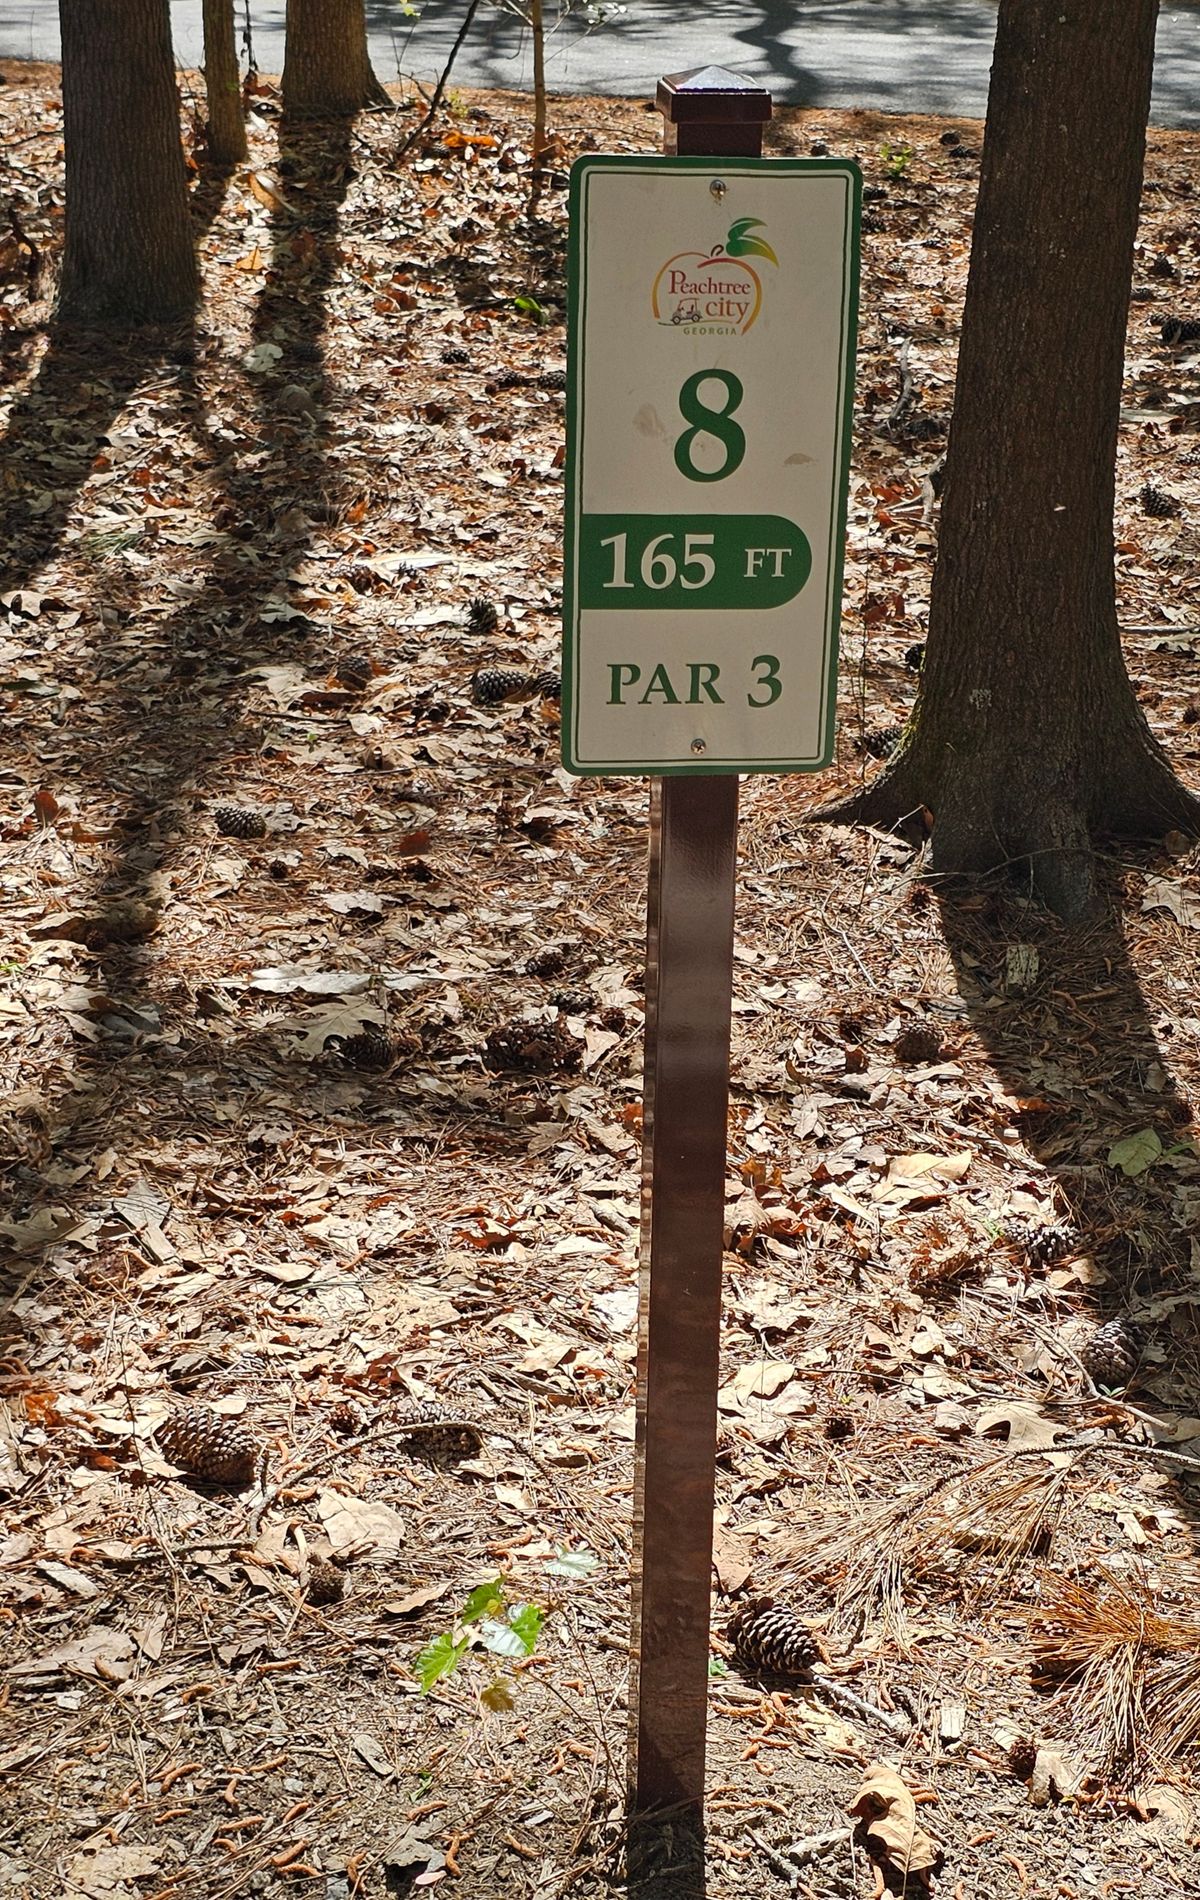 Peachtree
city
GEORGIA
8
165 FT
PAR 3